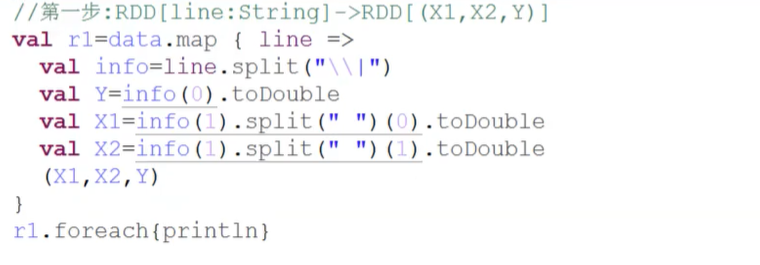 //第一步:RDD[line:String]->RDD[(X1,X2,Y)]
val r1=data.map { line =>
  val info=line.split("\\|")
  val Y=info(0).toDouble
  val X1=info(1).split(" ")(0).toDouble
  val X2=info(1).split(" ")(1).toDouble
  (X1,X2,Y)
}
r1.foreach{println}